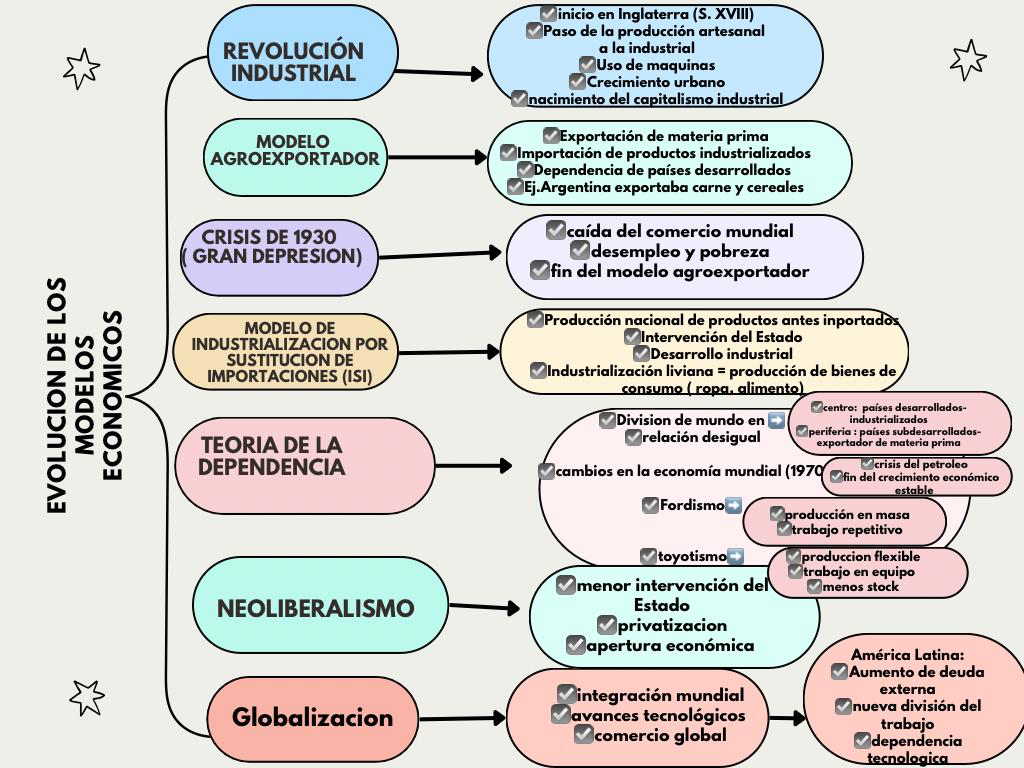 EVOLUCION DE LOS
MODELOS
ECONOMICOS
REVOLUCIÓN
INDUSTRIAL
inicio en Inglaterra (S. XVIII)
Paso de la producción artesanal
a la industrial
Uso de maquinas
Crecimiento urbano
nacimiento del capitalismo industrial
MODELO
AGROEXPORTADOR
Exportación de materia prima
Importación de productos industrializados
Dependencia de países desarrollados
Ej.Argentina exportaba carne y cereales
CRISIS DE 1930
( GRAN DEPRESION)
caída del comercio mundial
desempleo y pobreza
fin del modelo agroexportador
MODELO DE
INDUSTRIALIZACION POR
SUSTITUCION DE
IMPORTACIONES (ISI)
Producción nacional de productos antes inportados
Intervención del Estado
Desarrollo industrial
Industrialización liviana = producción de bienes de
consumo ( ropa, alimento)
TEORIA DE LA
DEPENDENCIA
Division de mundo en
relación desigual
centro: países desarrollados-
industrializados
periferia : países subdesarrollados-
exportador de materia prima
cambios en la economía mundial (1970
crisis del petroleo
fin del crecimiento económico
estable
Fordismo
producción en masa
trabajo repetitivo
toyotismo
produccion flexible
trabajo en equipo
menos stock
NEOLIBERALISMO
menor intervención del
Estado
privatizacion
apertura económica
Globalizacion
integración mundial
avances tecnológicos
comercio global
América Latina:
Aumento de deuda
externa
nueva división del
trabajo
dependencia
tecnologica